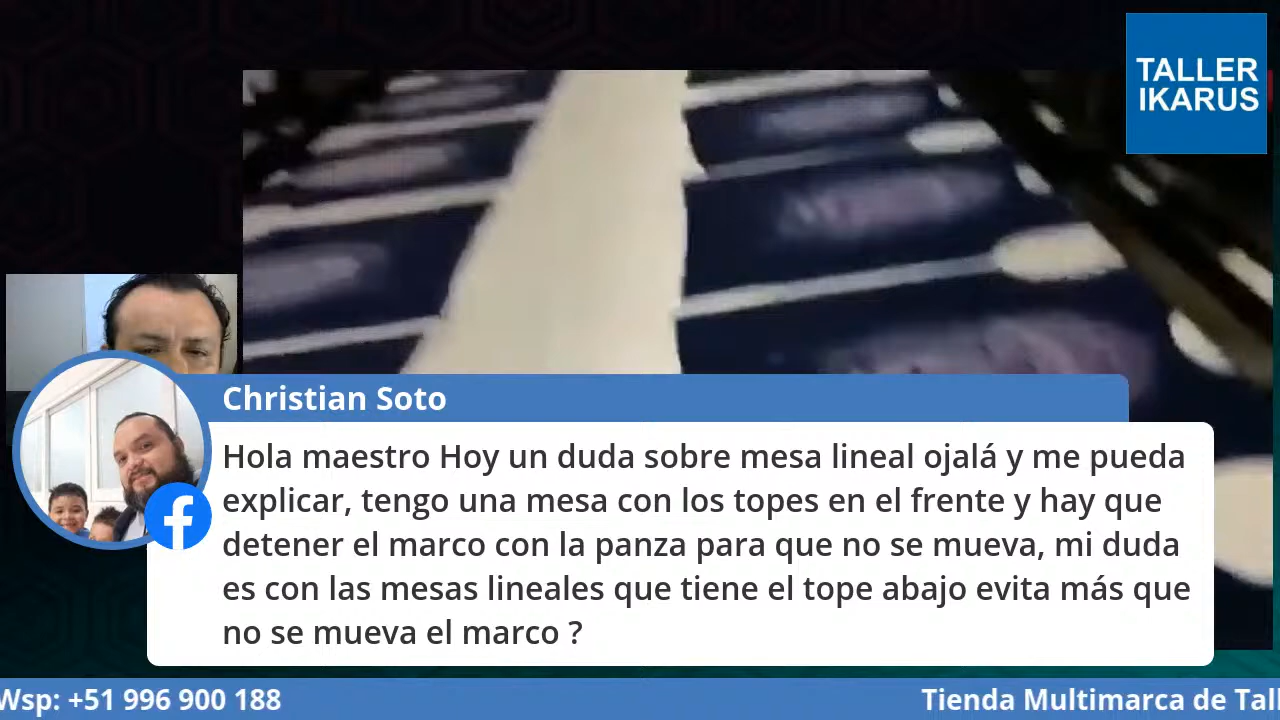 TALLER
IKARUS
Christian Soto
Hola maestro Hoy un duda sobre mesa lineal ojalá y me pueda
explicar, tengo una mesa con los topes en el frente y hay que
detener el marco con la panza para que no se mueva, mi duda
es con las mesas lineales que tiene el tope abajo evita más que
no se mueva el marco ?
Wsp: +51 996 900 188
Tienda Multimarca de Tall